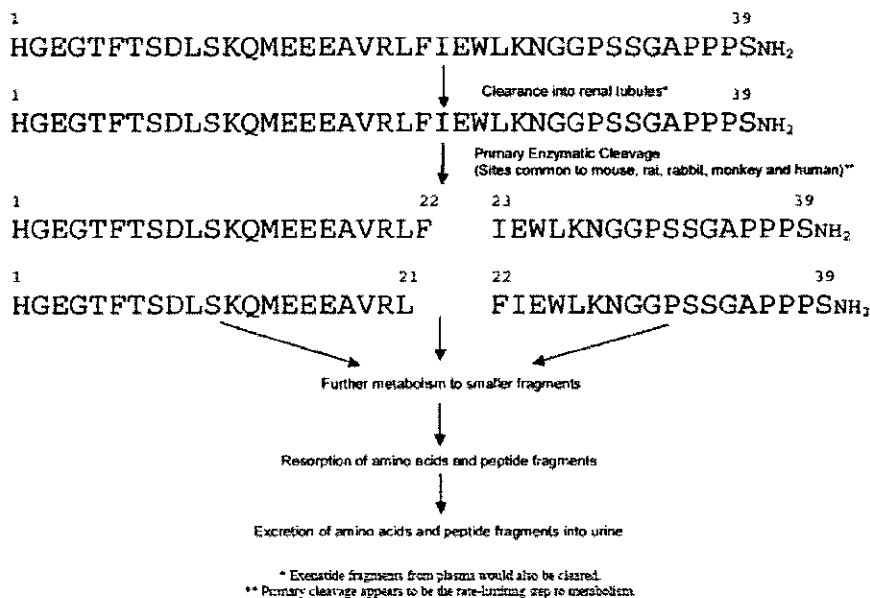 1 39
HGEGTFTSDLSKQMEEEAVRLFIEWLKNGGPSSGAPPPSNH2
Clearance into renal tubules*
1 39
HGEGTFTSDLSKQMEEEAVRLFIEWLKNGGPSSGAPPPSNH2
Primary Enzymatic Cleavage
(Sites common to mouse, rat, rabbit, monkey and human)**
1 22 23 39
HGEGTFTSDLSKQMEEEAVRLF IEWLKNGGPSSGAPPPSNH2
1 21 22 39
HGEGTFTSDLSKQMEEEAVRL FIEWLKNGGPSSGAPPPSNH2
Further metabolism to smaller fragments
Resorption of amino acids and peptide fragments
Excretion of amino acids and peptide fragments into urine
* Exenatide fragments from plasma would also be cleared.
** Primary cleavage appears to be the rate-limiting step to metabolism.